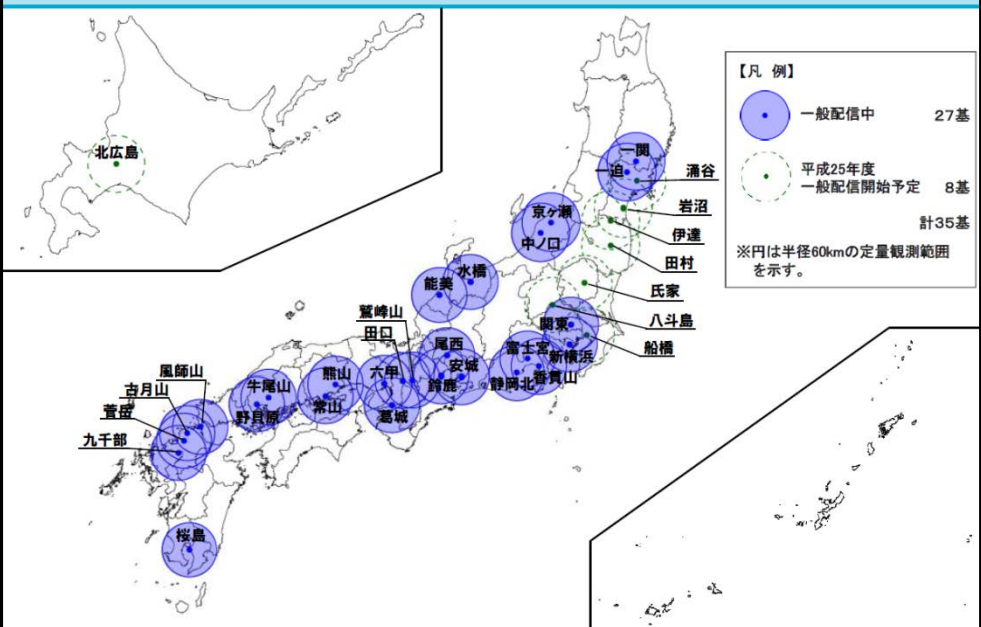 【凡 例】
一般配信中 27基
平成25年度
一般配信開始予定 8基
計35基
※円は半径60kmの定量観測範囲
を示す。
北広島
一関
一迫
涌谷
岩沼
伊達
田村
氏家
八斗島
船橋
京ヶ瀬
中ノ口
水橋
能美
鷲峰山
田口
尾西
関東
富士宮
新横浜
安城
香貫山
静岡北
鈴鹿
六甲
葛城
熊山
常山
牛尾山
野貝原
風師山
古月山
菅岳
九千部
桜島